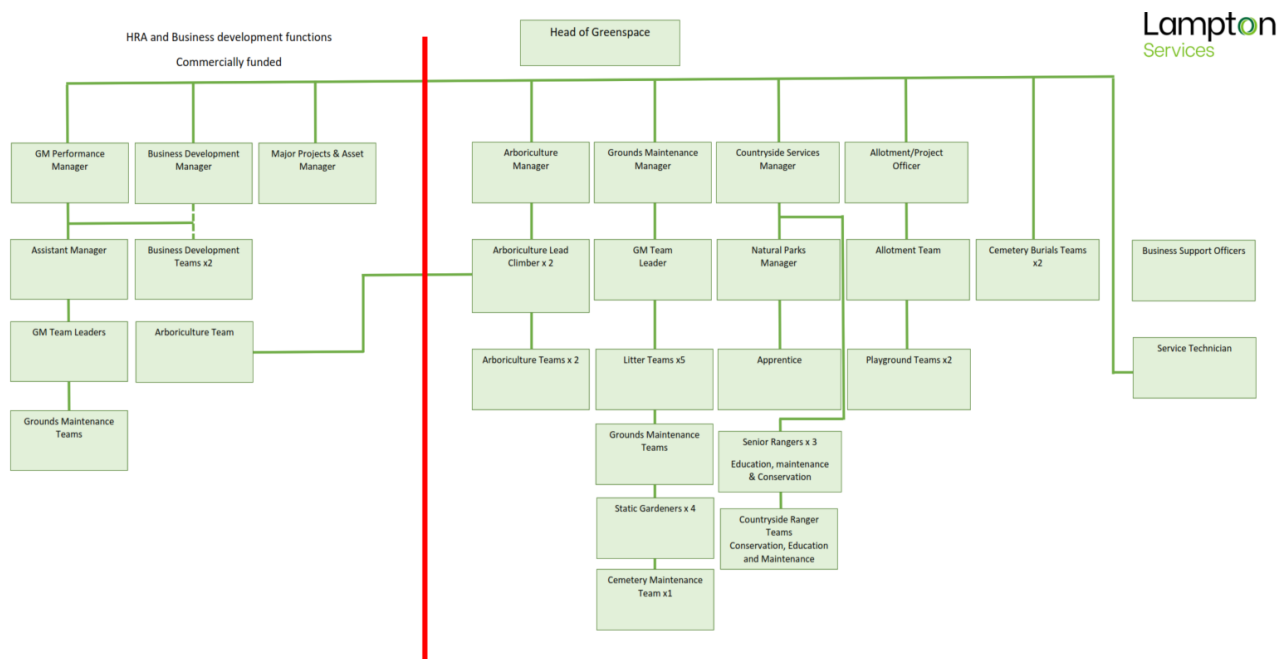 HRA and Business development functions
Commercially funded
Head of Greenspace
Lampton
Services
GM Performance
Manager
Business Development
Manager
Major Projects & Asset
Manager
Arboriculture
Manager
Grounds Maintenance
Manager
Countryside Services
Manager
Allotment/Project
Officer
Assistant Manager
Business Development
Teams x2
Arboriculture Lead
Climber x 2
GM Team
Leader
Natural Parks
Manager
Allotment Team
Cemetery Burials Teams
x2
Business Support Officers
GM Team Leaders
Arboriculture Team
Arboriculture Teams x 2
Litter Teams x5
Apprentice
Playground Teams x2
Service Technician
Grounds Maintenance
Teams
Grounds Maintenance
Teams
Senior Rangers x 3
Education, maintenance
& Conservation
Static Gardeners x 4
Countryside Ranger
Teams
Conservation, Education
and Maintenance
Cemetery Maintenance
Team x1